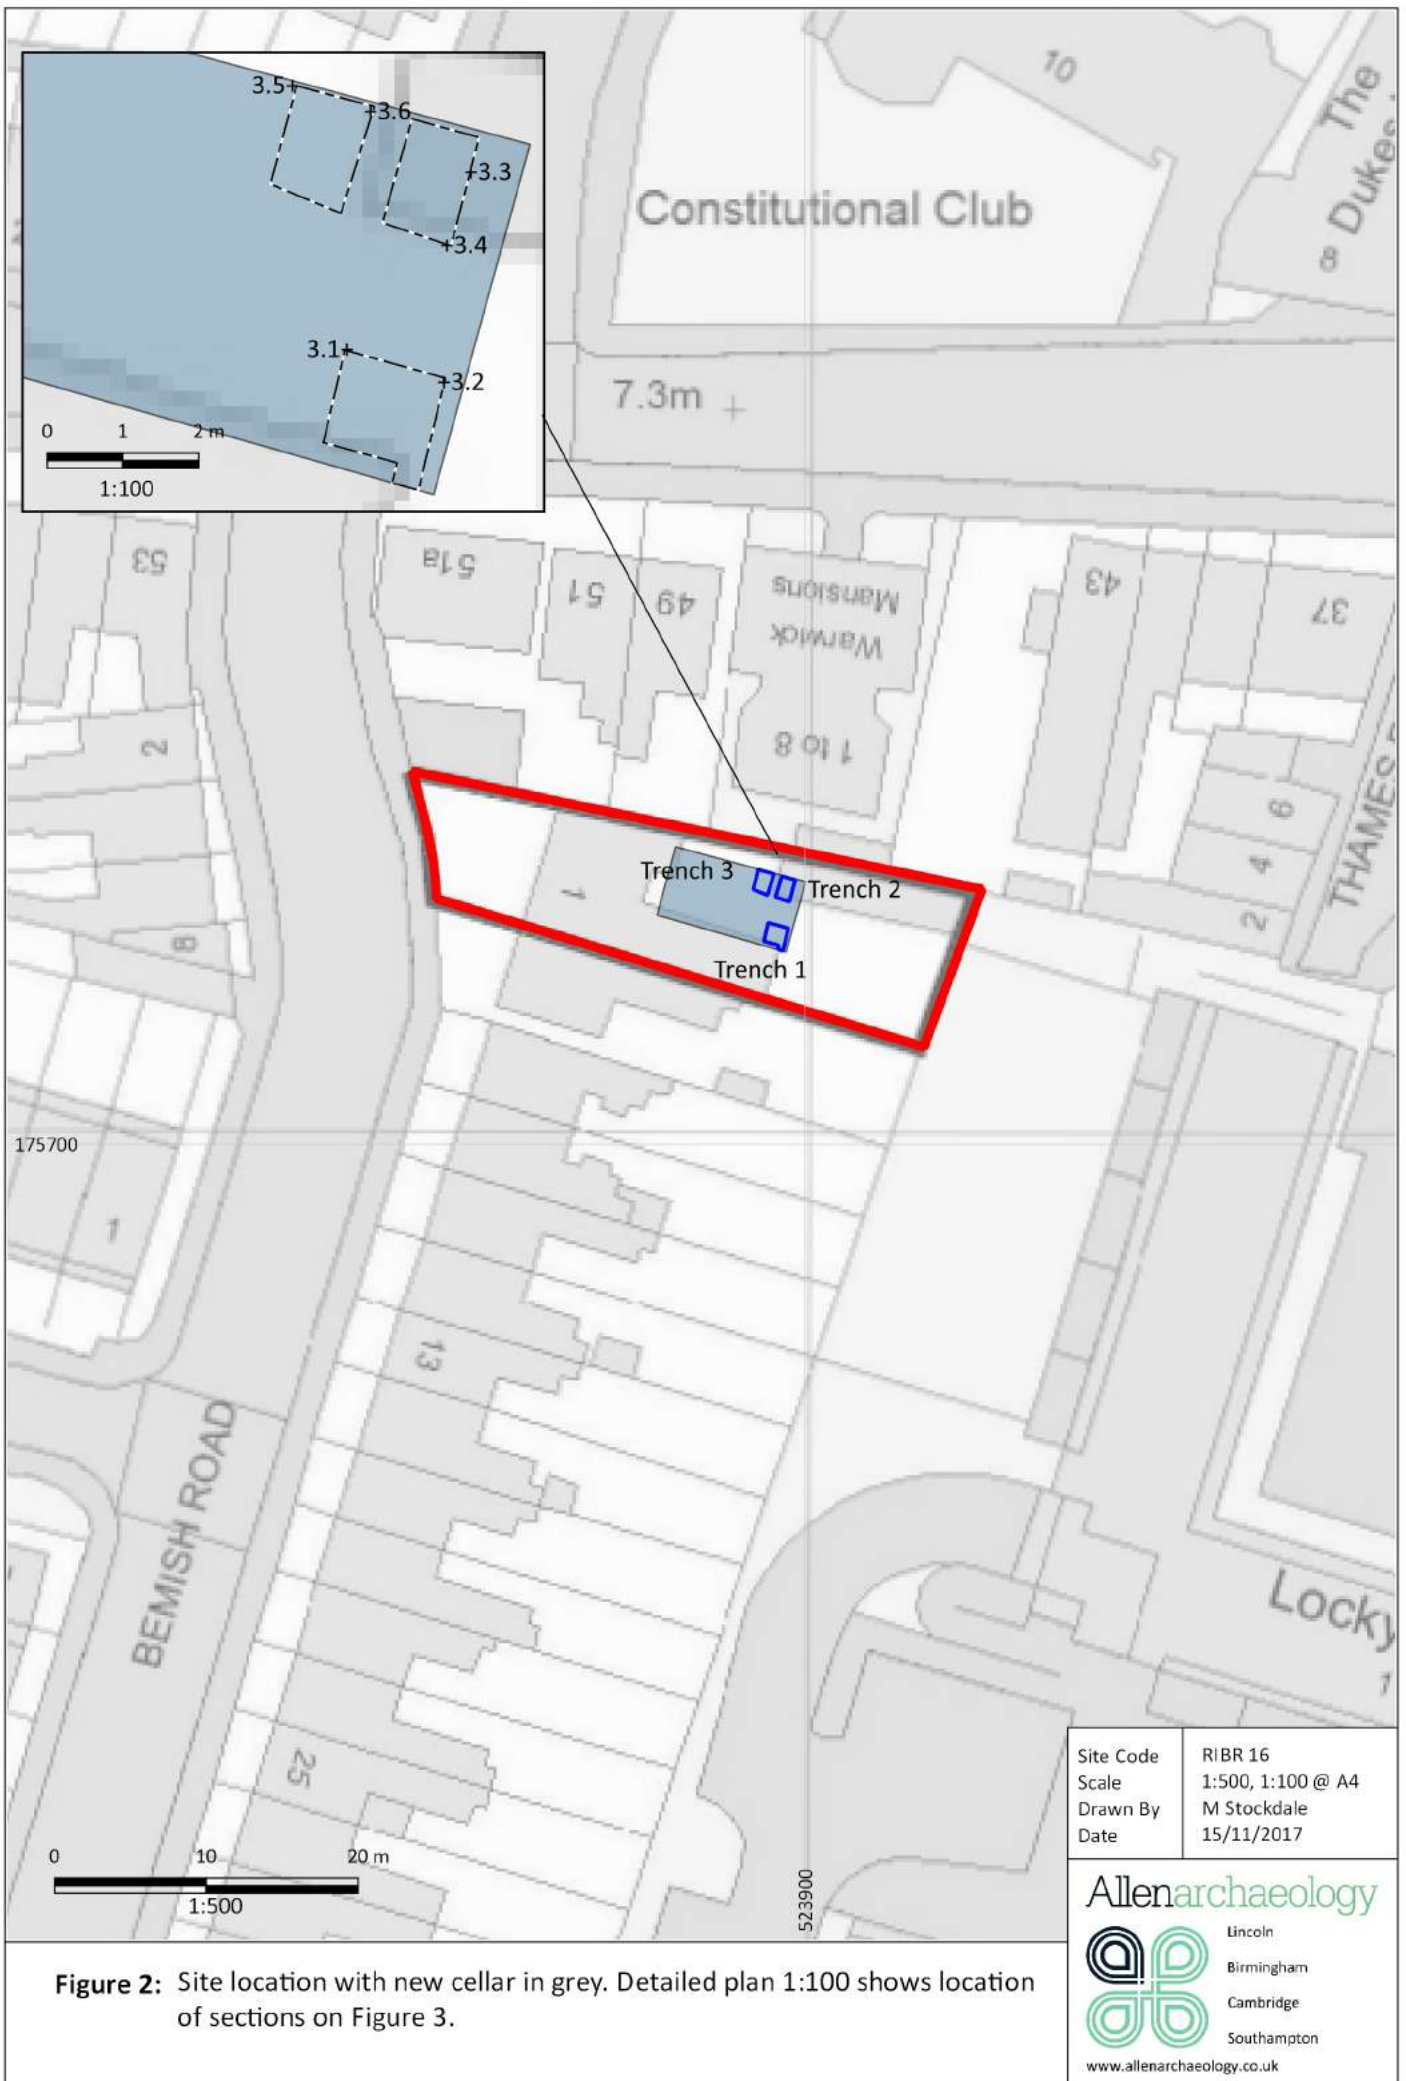 3.5
3.6
3.3
3.4
3.1
3.2
0 1 2 m
1:100
10
The
Dukes
8
Constitutional Club
7.3m
53
51a
51
49
Warwick
Mansions
1 to 8
43
37
2
6
4
2
THAMES
8
1
Trench 3
Trench 2
Trench 1
175700
1
13
BEMISH ROAD
25
Locky
1
0 10 20 m
1:500
523900
Site Code RIBR 16
Scale 1:500, 1:100 @ A4
Drawn By M Stockdale
Date 15/11/2017
Allenarchaeology
Lincoln
Birmingham
Cambridge
Southampton
www.allenarchaeology.co.uk
Figure 2: Site location with new cellar in grey. Detailed plan 1:100 shows location
of sections on Figure 3.